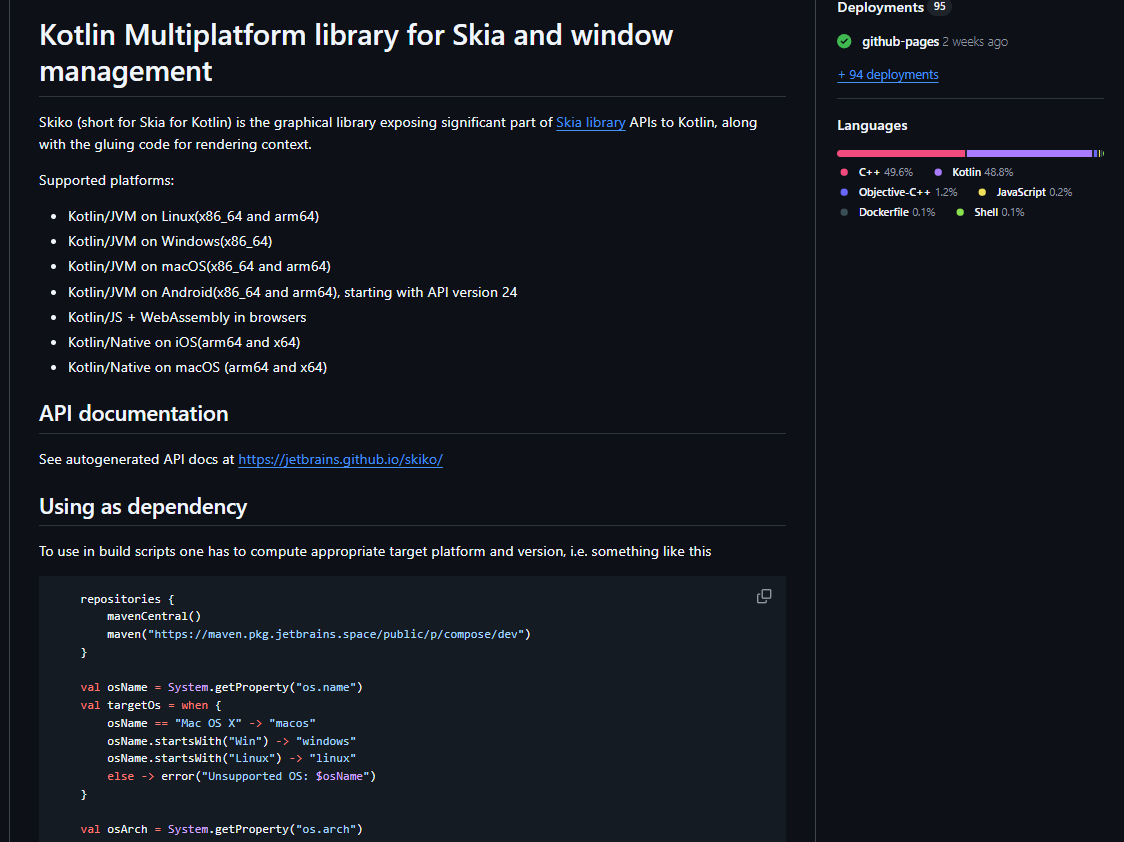 Kotlin Multiplatform library for Skia and window
management
Skiko (short for Skia for Kotlin) is the graphical library exposing significant part of Skia library APIs to Kotlin, along
with the gluing code for rendering context.
Supported platforms:
Kotlin/JVM on Linux(x86_64 and arm64)
Kotlin/JVM on Windows(x86_64)
Kotlin/JVM on macOS(x86_64 and arm64)
Kotlin/JVM on Android(x86_64 and arm64), starting with API version 24
Kotlin/JS + WebAssembly in browsers
Kotlin/Native on iOS(arm64 and x64)
Kotlin/Native on macOS (arm64 and x64)
API documentation
See autogenerated API docs at https://jetbrains.github.io/skiko/
Using as dependency
To use in build scripts one has to compute appropriate target platform and version, i.e. something like this
repositories {
    mavenCentral()
    maven("https://maven.pkg.jetbrains.space/public/p/compose/dev")
}
val osName = System.getProperty("os.name")
val targetOs = when {
    osName == "Mac OS X" -> "macos"
    osName.startsWith("Win") -> "windows"
    osName.startsWith("Linux") -> "linux"
    else -> error("Unsupported OS: $osName")
}
val osArch = System.getProperty("os.arch")
Deployments 95
github-pages 2 weeks ago
+ 94 deployments
Languages
C++ 49.6% Kotlin 48.8%
Objective-C++ 1.2% JavaScript 0.2%
Dockerfile 0.1% Shell 0.1%